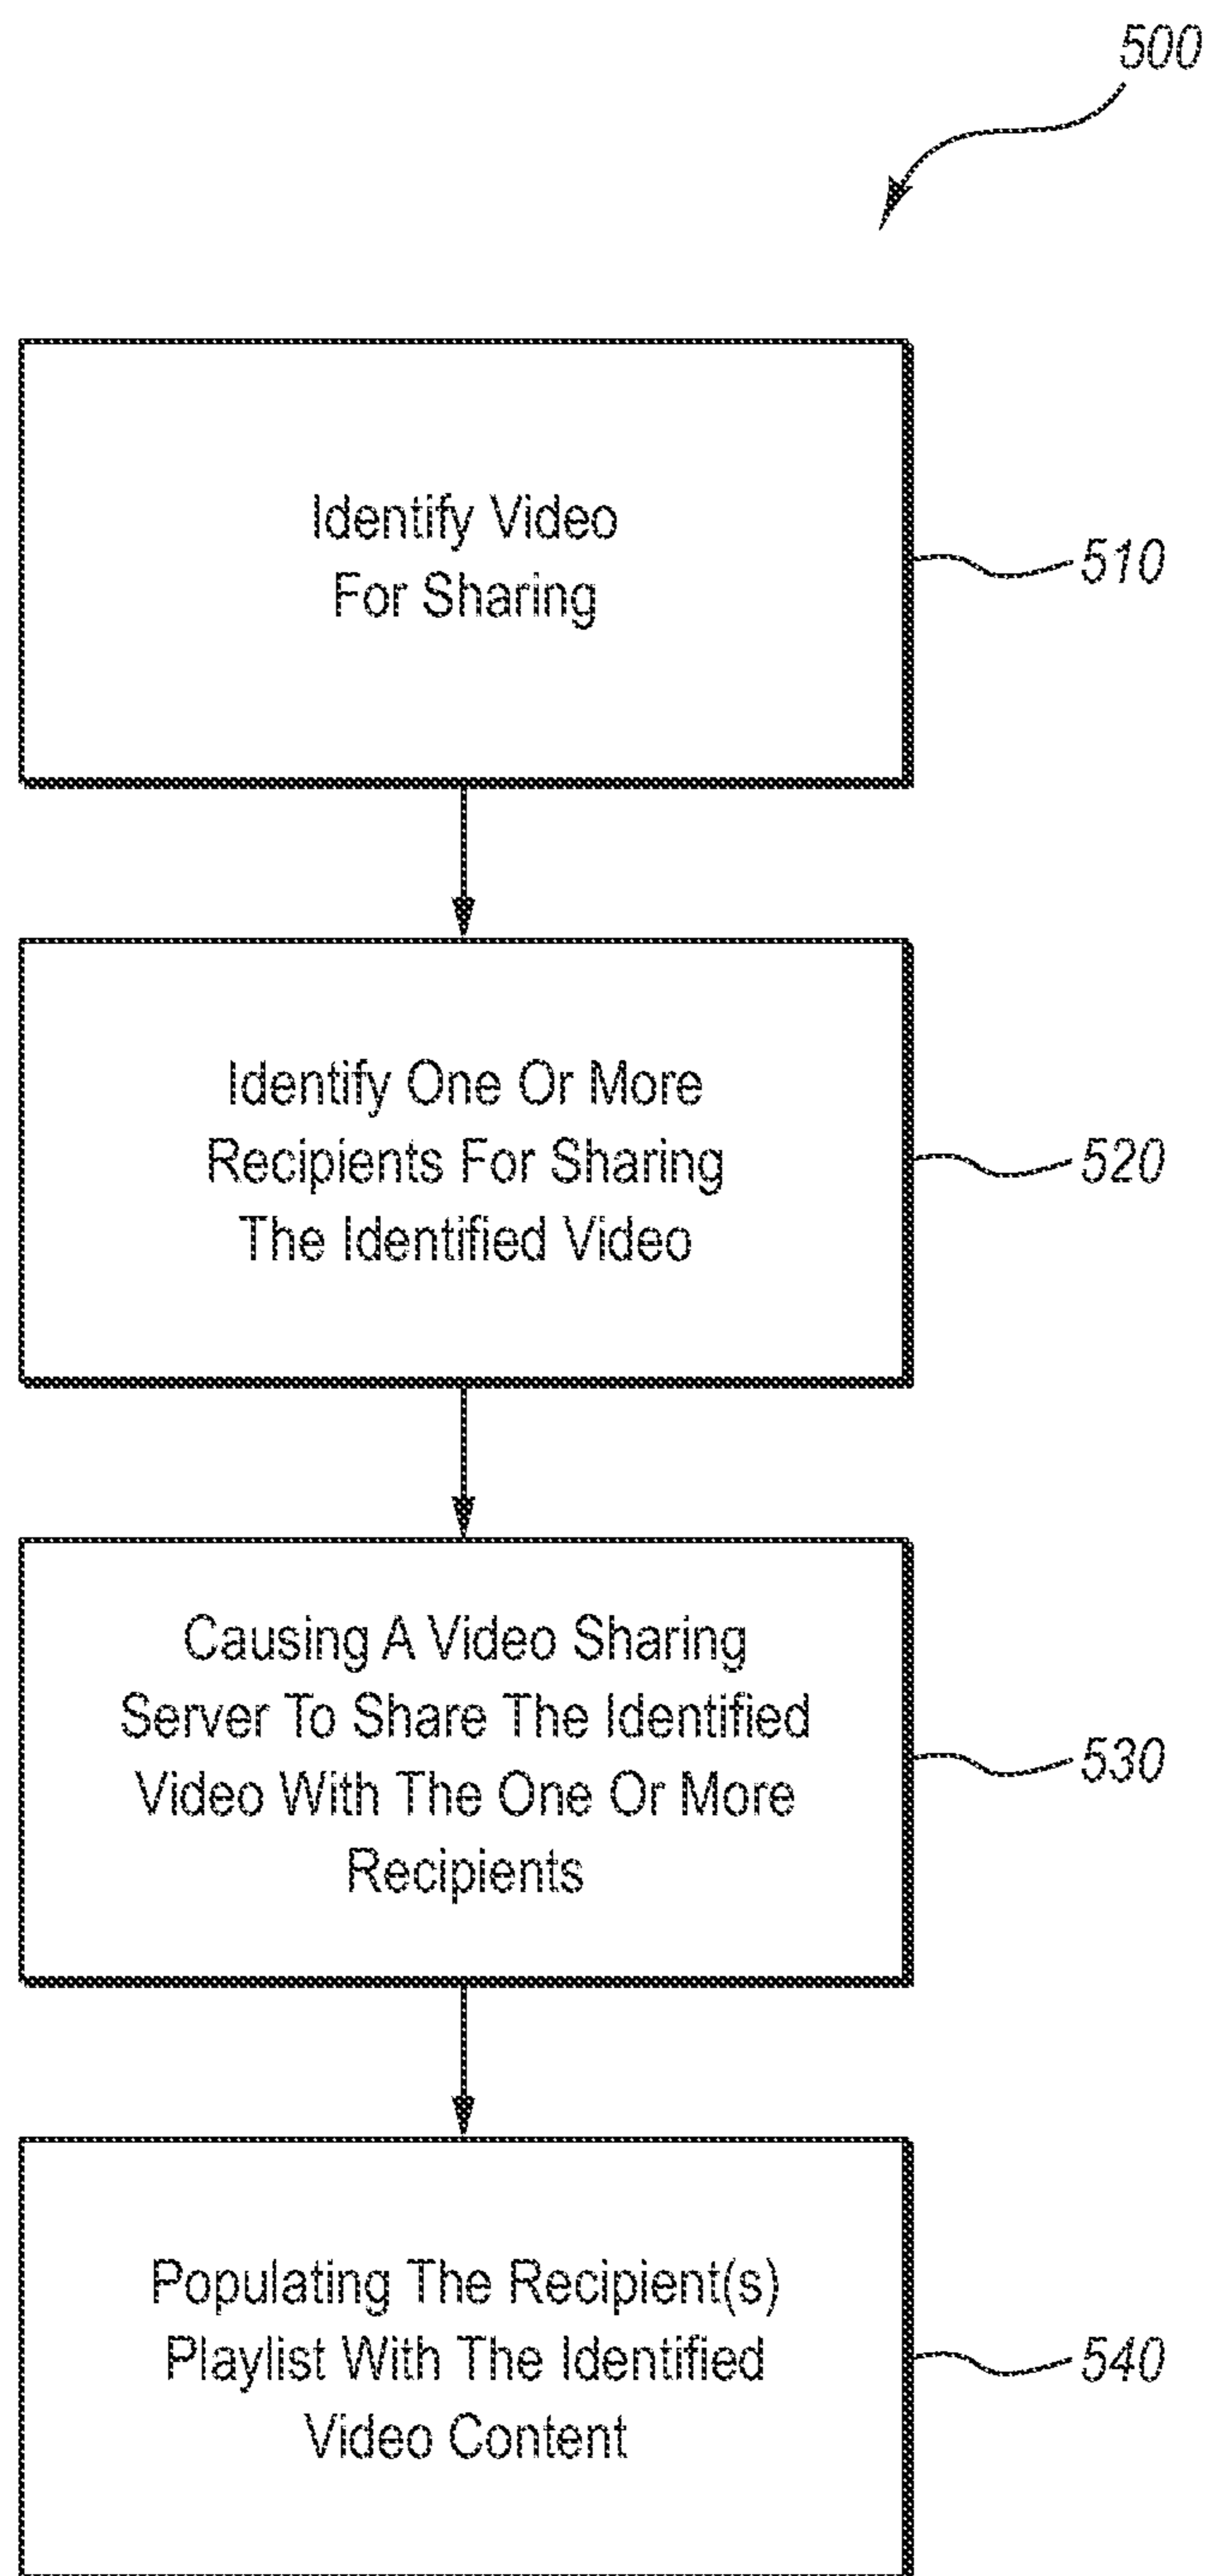 500
Identify Video
For Sharing
510
Identify One Or More
Recipients For Sharing
The Identified Video
520
Causing A Video Sharing
Server To Share The Identified
Video With The One Or More
Recipients
530
Populating The Recipient(s)
Playlist With The Identified
Video Content
540